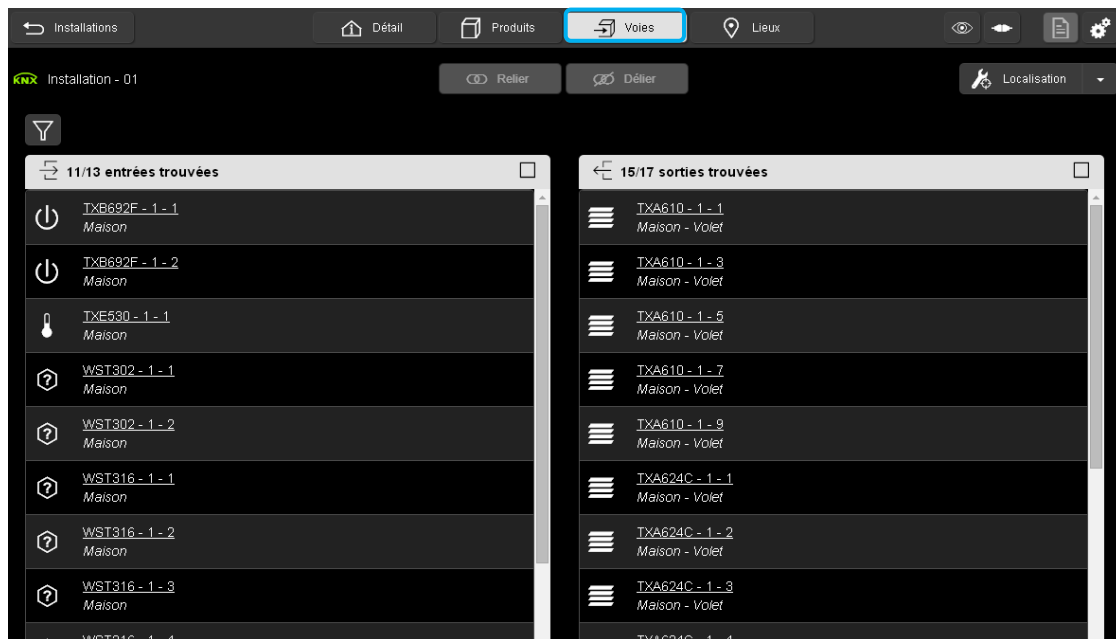 Installations
Détail
Produits
Voies
Lieux
KNX Installation - 01
Relier
Délier
Localisation
11/13 entrées trouvées
TXB692F - 1 - 1
Maison
TXB692F - 1 - 2
Maison
TXE530 - 1 - 1
Maison
WST302 - 1 - 1
Maison
WST302 - 1 - 2
Maison
WST316 - 1 - 1
Maison
WST316 - 1 - 2
Maison
WST316 - 1 - 3
Maison
15/17 sorties trouvées
TXA610 - 1 - 1
Maison - Volet
TXA610 - 1 - 3
Maison - Volet
TXA610 - 1 - 5
Maison - Volet
TXA610 - 1 - 7
Maison - Volet
TXA610 - 1 - 9
Maison - Volet
TXA624C - 1 - 1
Maison - Volet
TXA624C - 1 - 2
Maison - Volet
TXA624C - 1 - 3
Maison - Volet